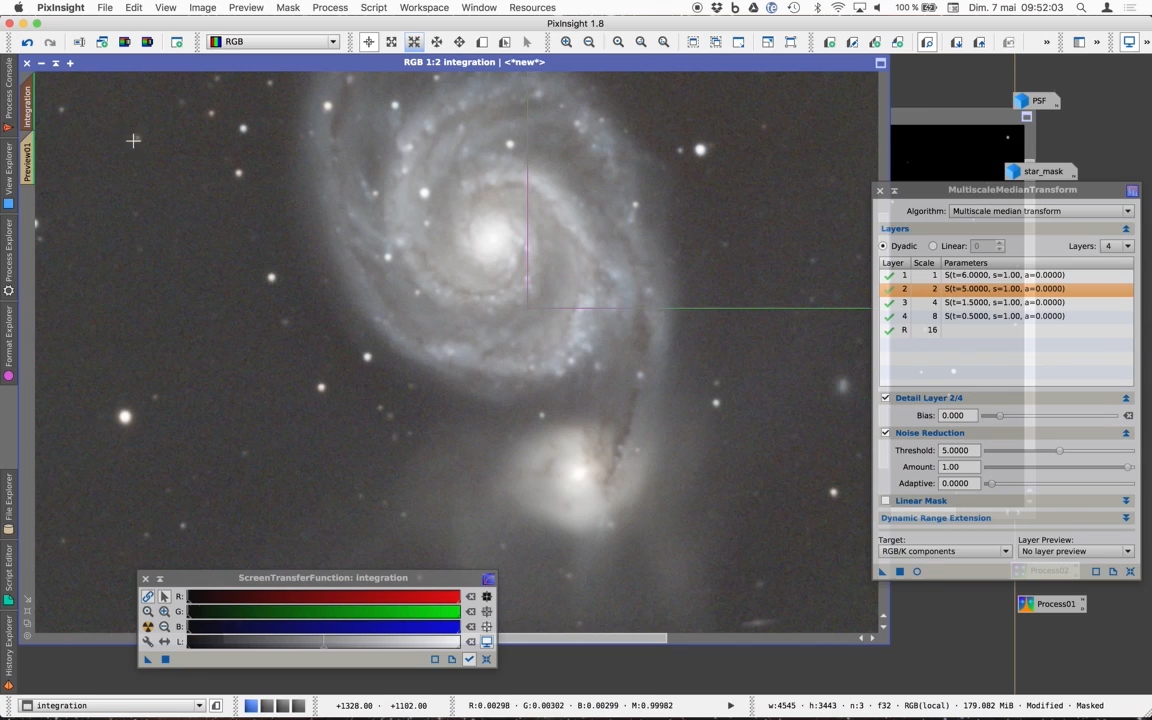 PixInsight File Edit View Image Preview Mask Process Script Workspace Window Resources 100 % Dim. 7 mai 09:52:03
PixInsight 1.8
RGB
RGB 1:2 integration | <*new*>
integration
Preview01
Process Console
View Explorer
Process Explorer
Format Explorer
File Explorer
Script Editor
History Explorer
PSF
star_mask
MultiscaleMedianTransform
Algorithm: Multiscale median transform
Layers
Dyadic Linear: 0 Layers: 4
Layer Scale Parameters
1 1 S(t=6.0000, s=1.00, a=0.0000)
2 2 S(t=5.0000, s=1.00, a=0.0000)
3 4 S(t=1.5000, s=1.00, a=0.0000)
4 8 S(t=0.5000, s=1.00, a=0.0000)
R 16
Detail Layer 2/4
Bias: 0.000
Noise Reduction
Threshold: 5.0000
Amount: 1.00
Adaptive: 0.0000
Linear Mask
Dynamic Range Extension
Target: Layer Preview:
RGB/K components No layer preview
Process02
Process01
ScreenTransferFunction: integration
R:
G:
B:
L:
integration +1328.00 +1102.00 R:0.00298 · G:0.00302 · B:0.00299 · M:0.99982 w:4545 · h:3443 · n:3 · f32 · RGB(local) · 179.082 MiB · Modified · Masked